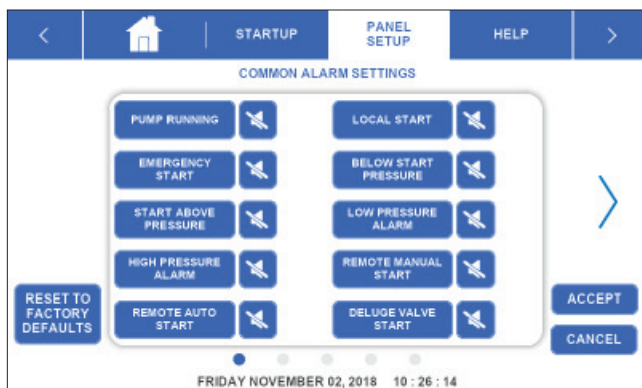 STARTUP
PANEL
SETUP
HELP
COMMON ALARM SETTINGS
PUMP RUNNING
LOCAL START
EMERGENCY
START
BELOW START
PRESSURE
START ABOVE
PRESSURE
LOW PRESSURE
ALARM
HIGH PRESSURE
ALARM
REMOTE MANUAL
START
REMOTE AUTO
START
DELUGE VALVE
START
RESET TO
FACTORY
DEFAULTS
ACCEPT
CANCEL
FRIDAY NOVEMBER 02, 2018 10 : 26 : 14